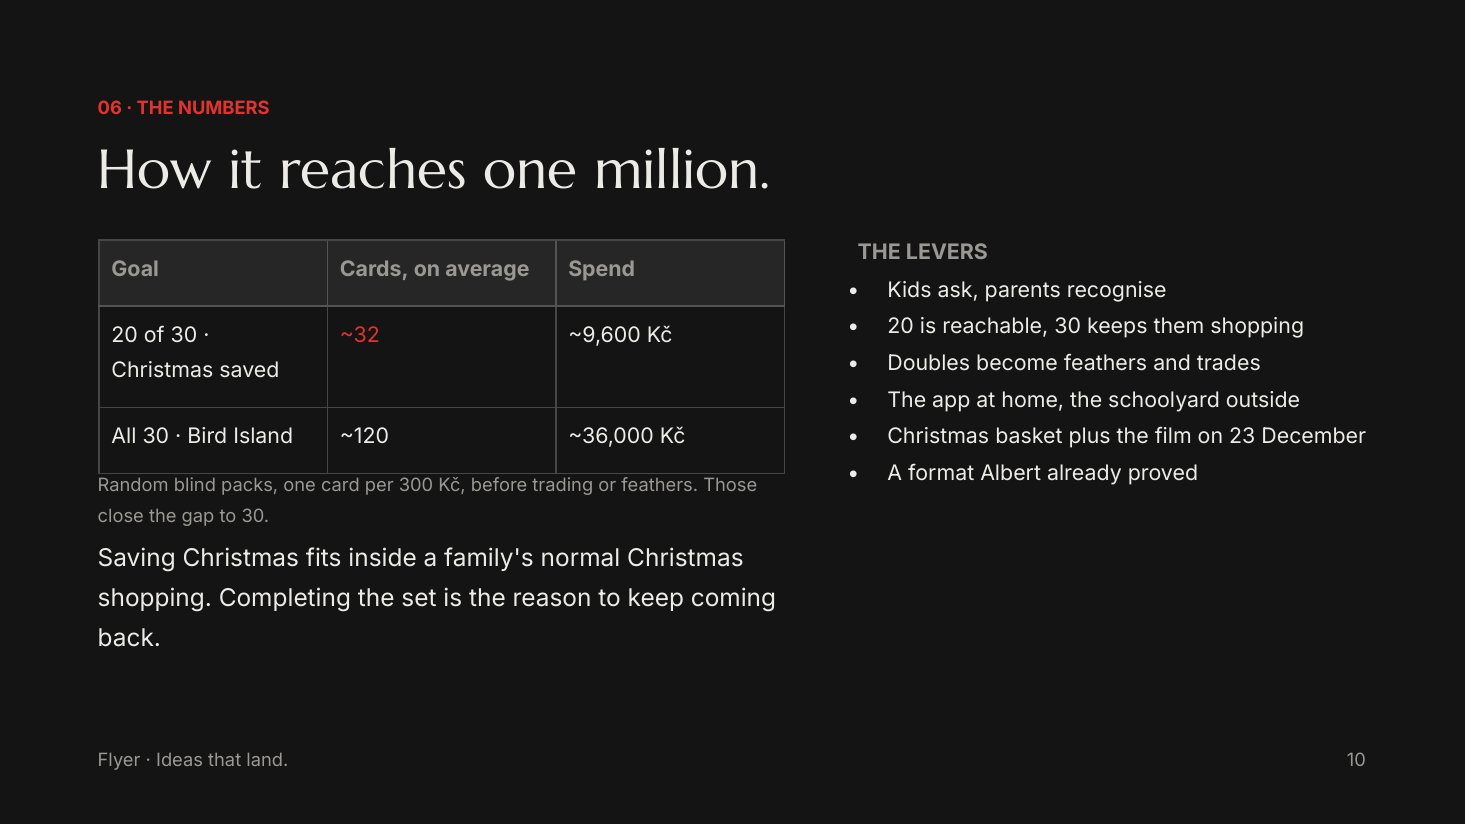 06 · THE NUMBERS
How it reaches one million.
Goal
Cards, on average
Spend
20 of 30 ·
Christmas saved
~32
~9,600 Kč
All 30 · Bird Island
~120
~36,000 Kč
Random blind packs, one card per 300 Kč, before trading or feathers. Those
close the gap to 30.
Saving Christmas fits inside a family's normal Christmas
shopping. Completing the set is the reason to keep coming
back.
THE LEVERS
• Kids ask, parents recognise
• 20 is reachable, 30 keeps them shopping
• Doubles become feathers and trades
• The app at home, the schoolyard outside
• Christmas basket plus the film on 23 December
• A format Albert already proved
Flyer · Ideas that land.
10